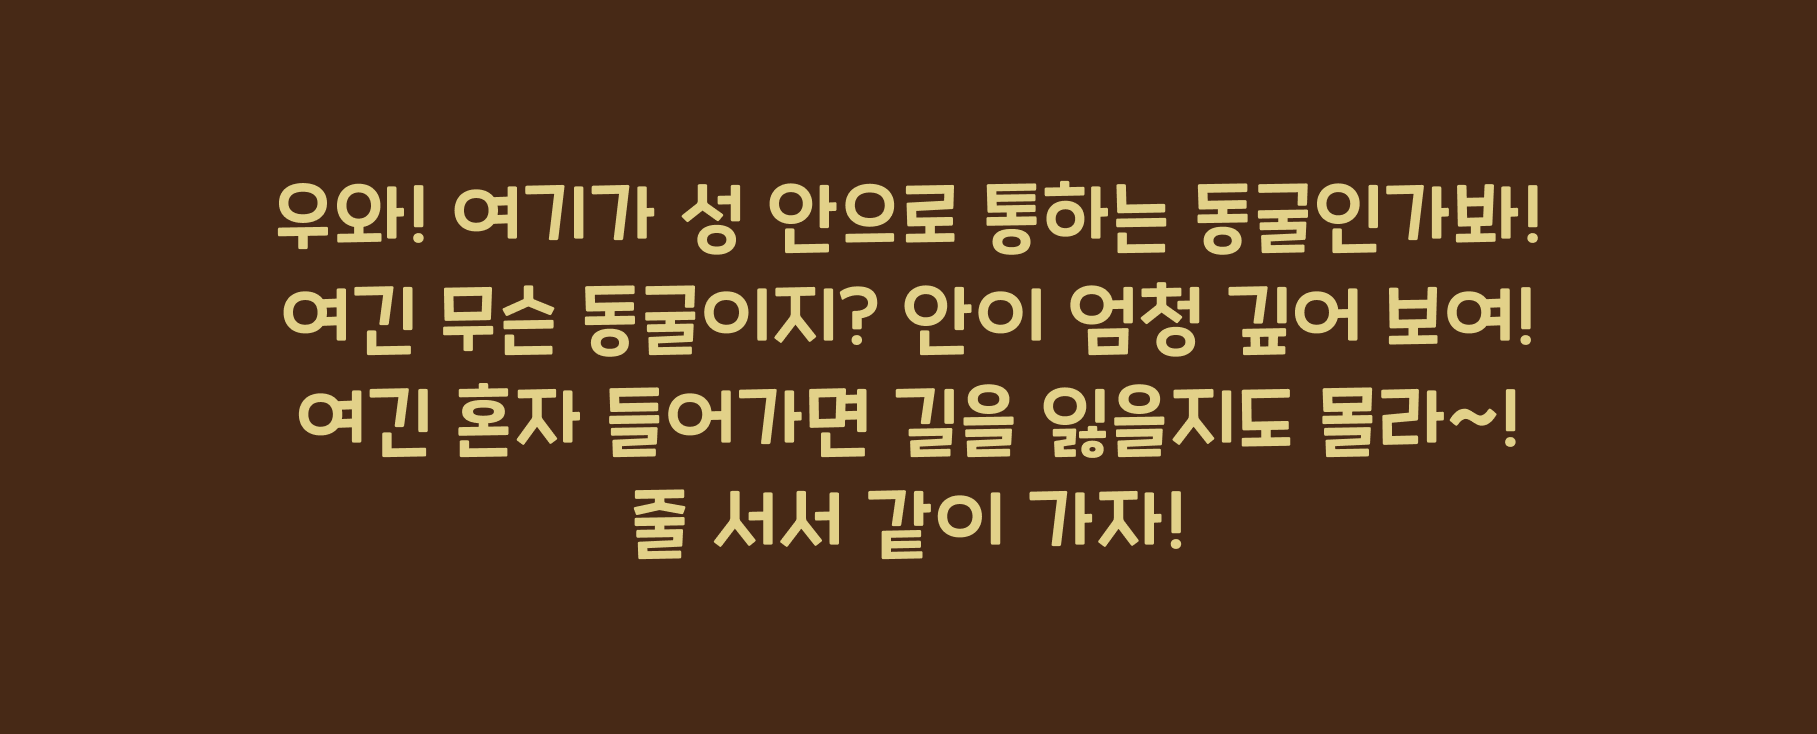 우와! 여기가 성 안으로 통하는 동굴인가봐!
여긴 무슨 동굴이지? 안이 엄청 깊어 보여!
여긴 혼자 들어가면 길을 잃을지도 몰라~!
줄 서서 같이 가자!